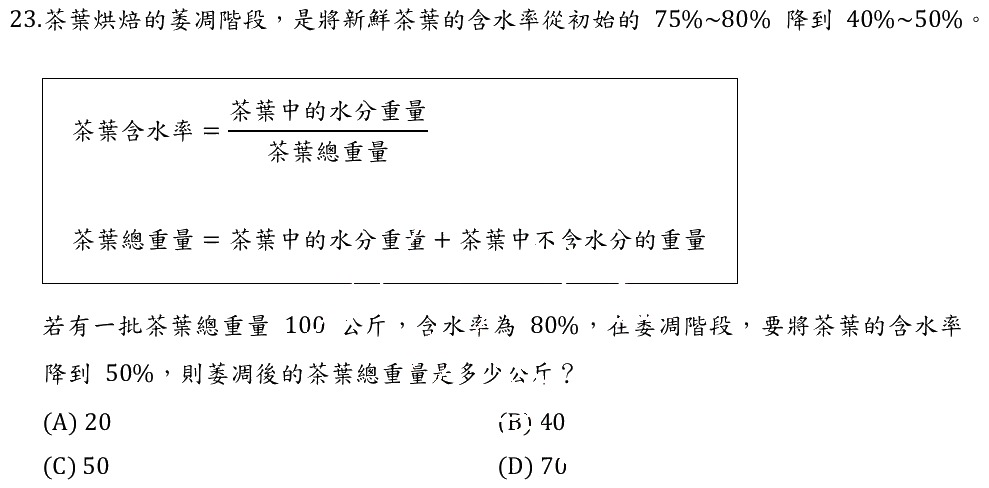 23.茶葉烘焙的萎凋階段，是將新鮮茶葉的含水率從初始的 75%~80% 降到 40%~50%。
茶葉含水率 = 茶葉中的水分重量
茶葉總重量
茶葉總重量 = 茶葉中的水分重量 + 茶葉中不含水分的重量
若有一批茶葉總重量 100 公斤，含水率為 80%，在萎凋階段，要將茶葉的含水率
降到 50%，則萎凋後的茶葉總重量是多少公斤？
(A) 20 (B) 40
(C) 50 (D) 70